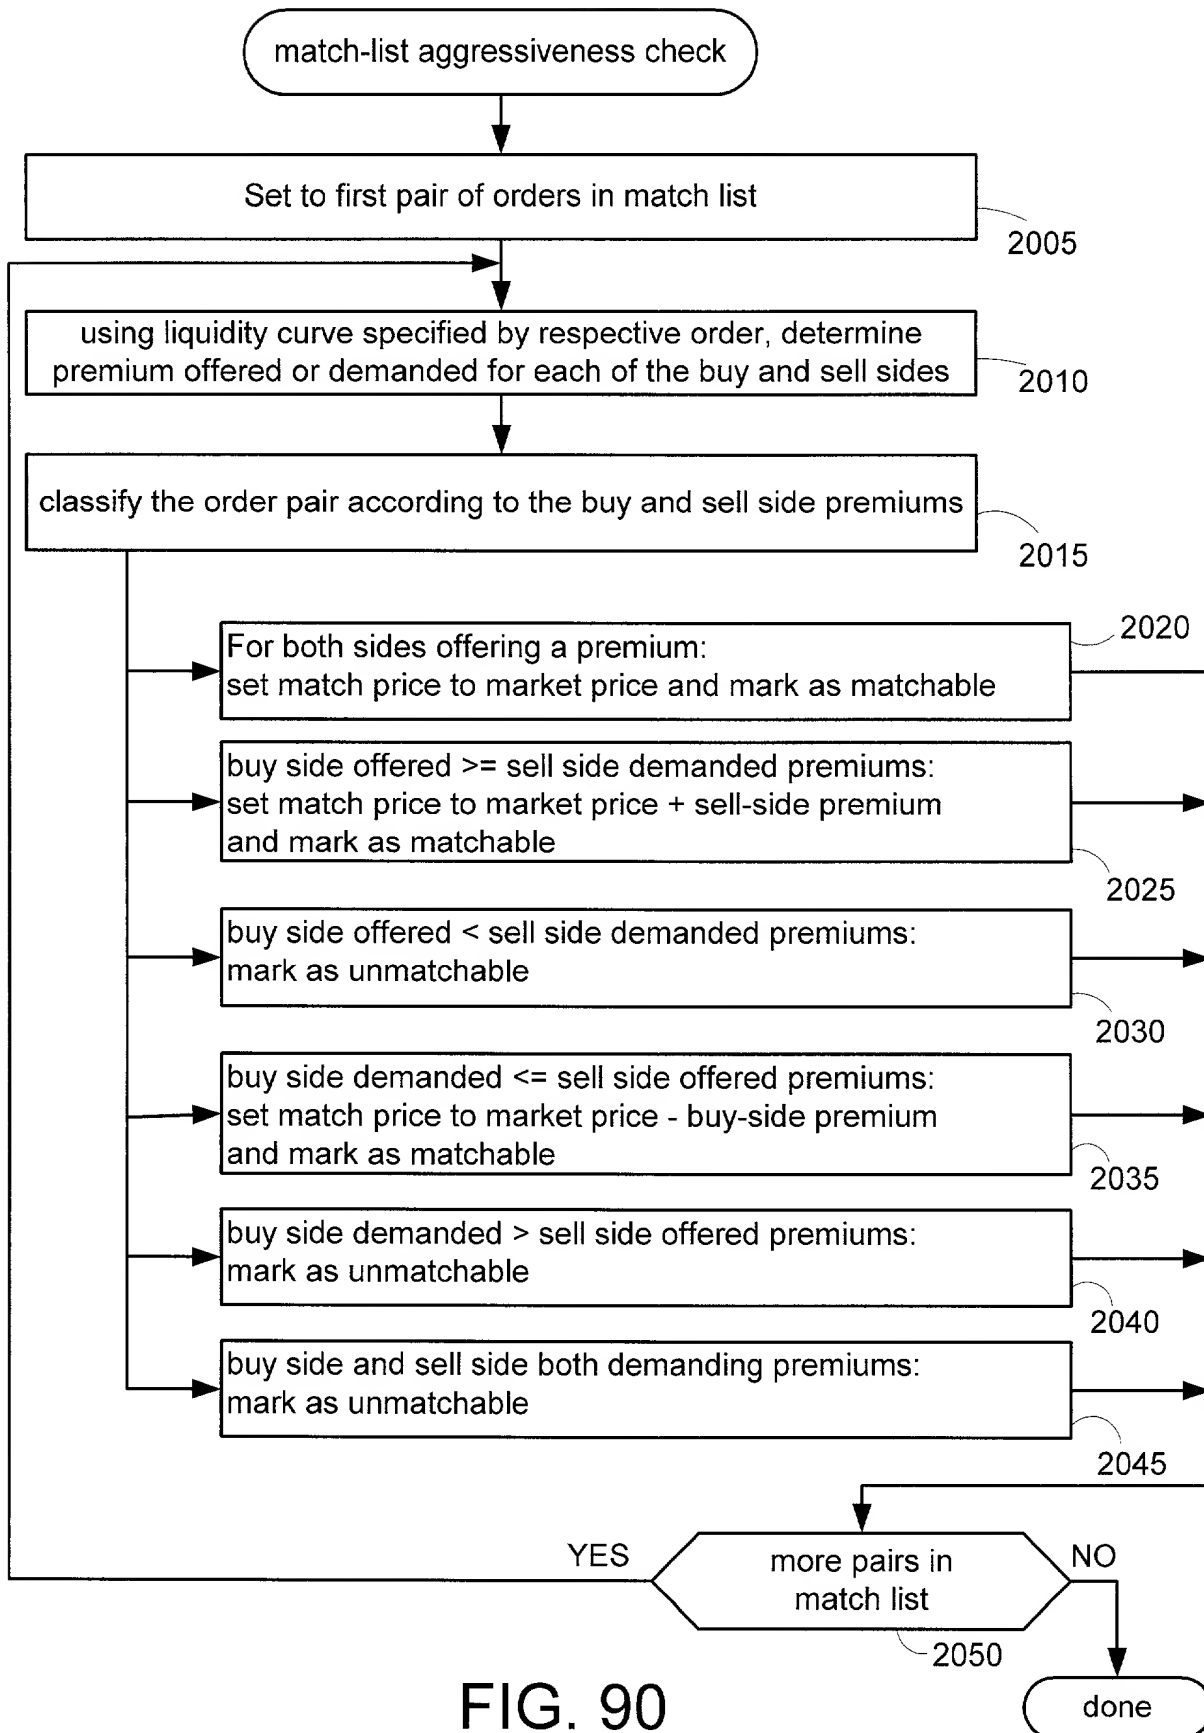 match-list aggressiveness check
Set to first pair of orders in match list
2005
using liquidity curve specified by respective order, determine
premium offered or demanded for each of the buy and sell sides
2010
classify the order pair according to the buy and sell side premiums
2015
2020
For both sides offering a premium:
set match price to market price and mark as matchable
buy side offered >= sell side demanded premiums:
set match price to market price + sell-side premium
and mark as matchable
2025
buy side offered < sell side demanded premiums:
mark as unmatchable
2030
buy side demanded <= sell side offered premiums:
set match price to market price - buy-side premium
and mark as matchable
2035
buy side demanded > sell side offered premiums:
mark as unmatchable
2040
buy side and sell side both demanding premiums:
mark as unmatchable
2045
YES
more pairs in
match list
NO
2050
done
FIG. 90